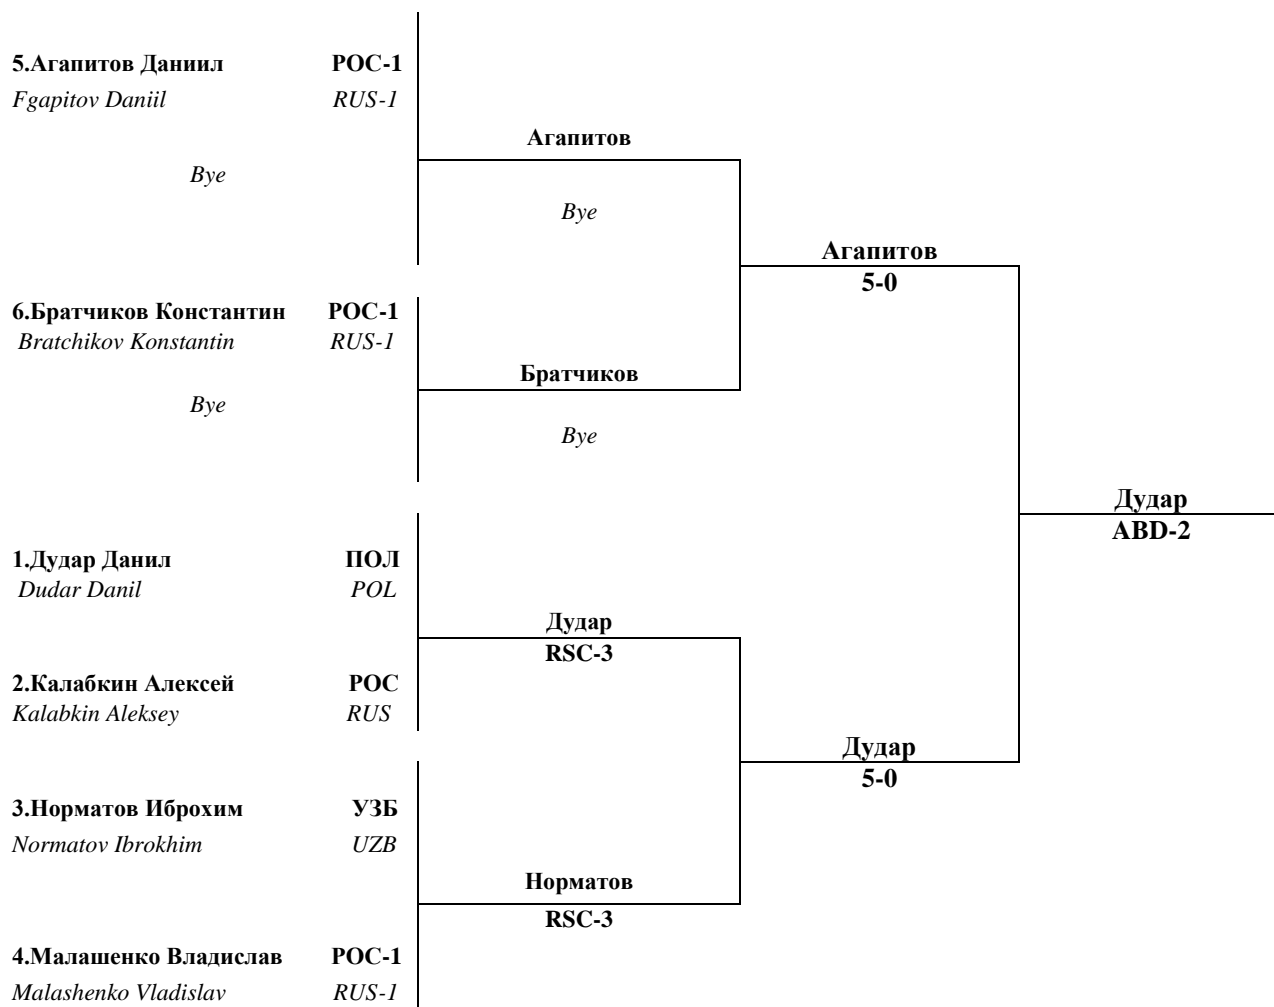 5.Агапитов Даниил РОС-1
Fgapitov Daniil RUS-1
Агапитов
Bye
Bye
Агапитов
5-0
6.Братчиков Константин РОС-1
Bratchikov Konstantin RUS-1
Братчиков
Bye
Bye
Дудар
ABD-2
1.Дудар Данил ПОЛ
Dudar Danil POL
Дудар
RSC-3
2.Калабкин Алексей РОС
Kalabkin Aleksey RUS
Дудар
5-0
3.Норматов Иброхим УЗБ
Normatov Ibrokhim UZB
Норматов
RSC-3
4.Малашенко Владислав РОС-1
Malashenko Vladislav RUS-1